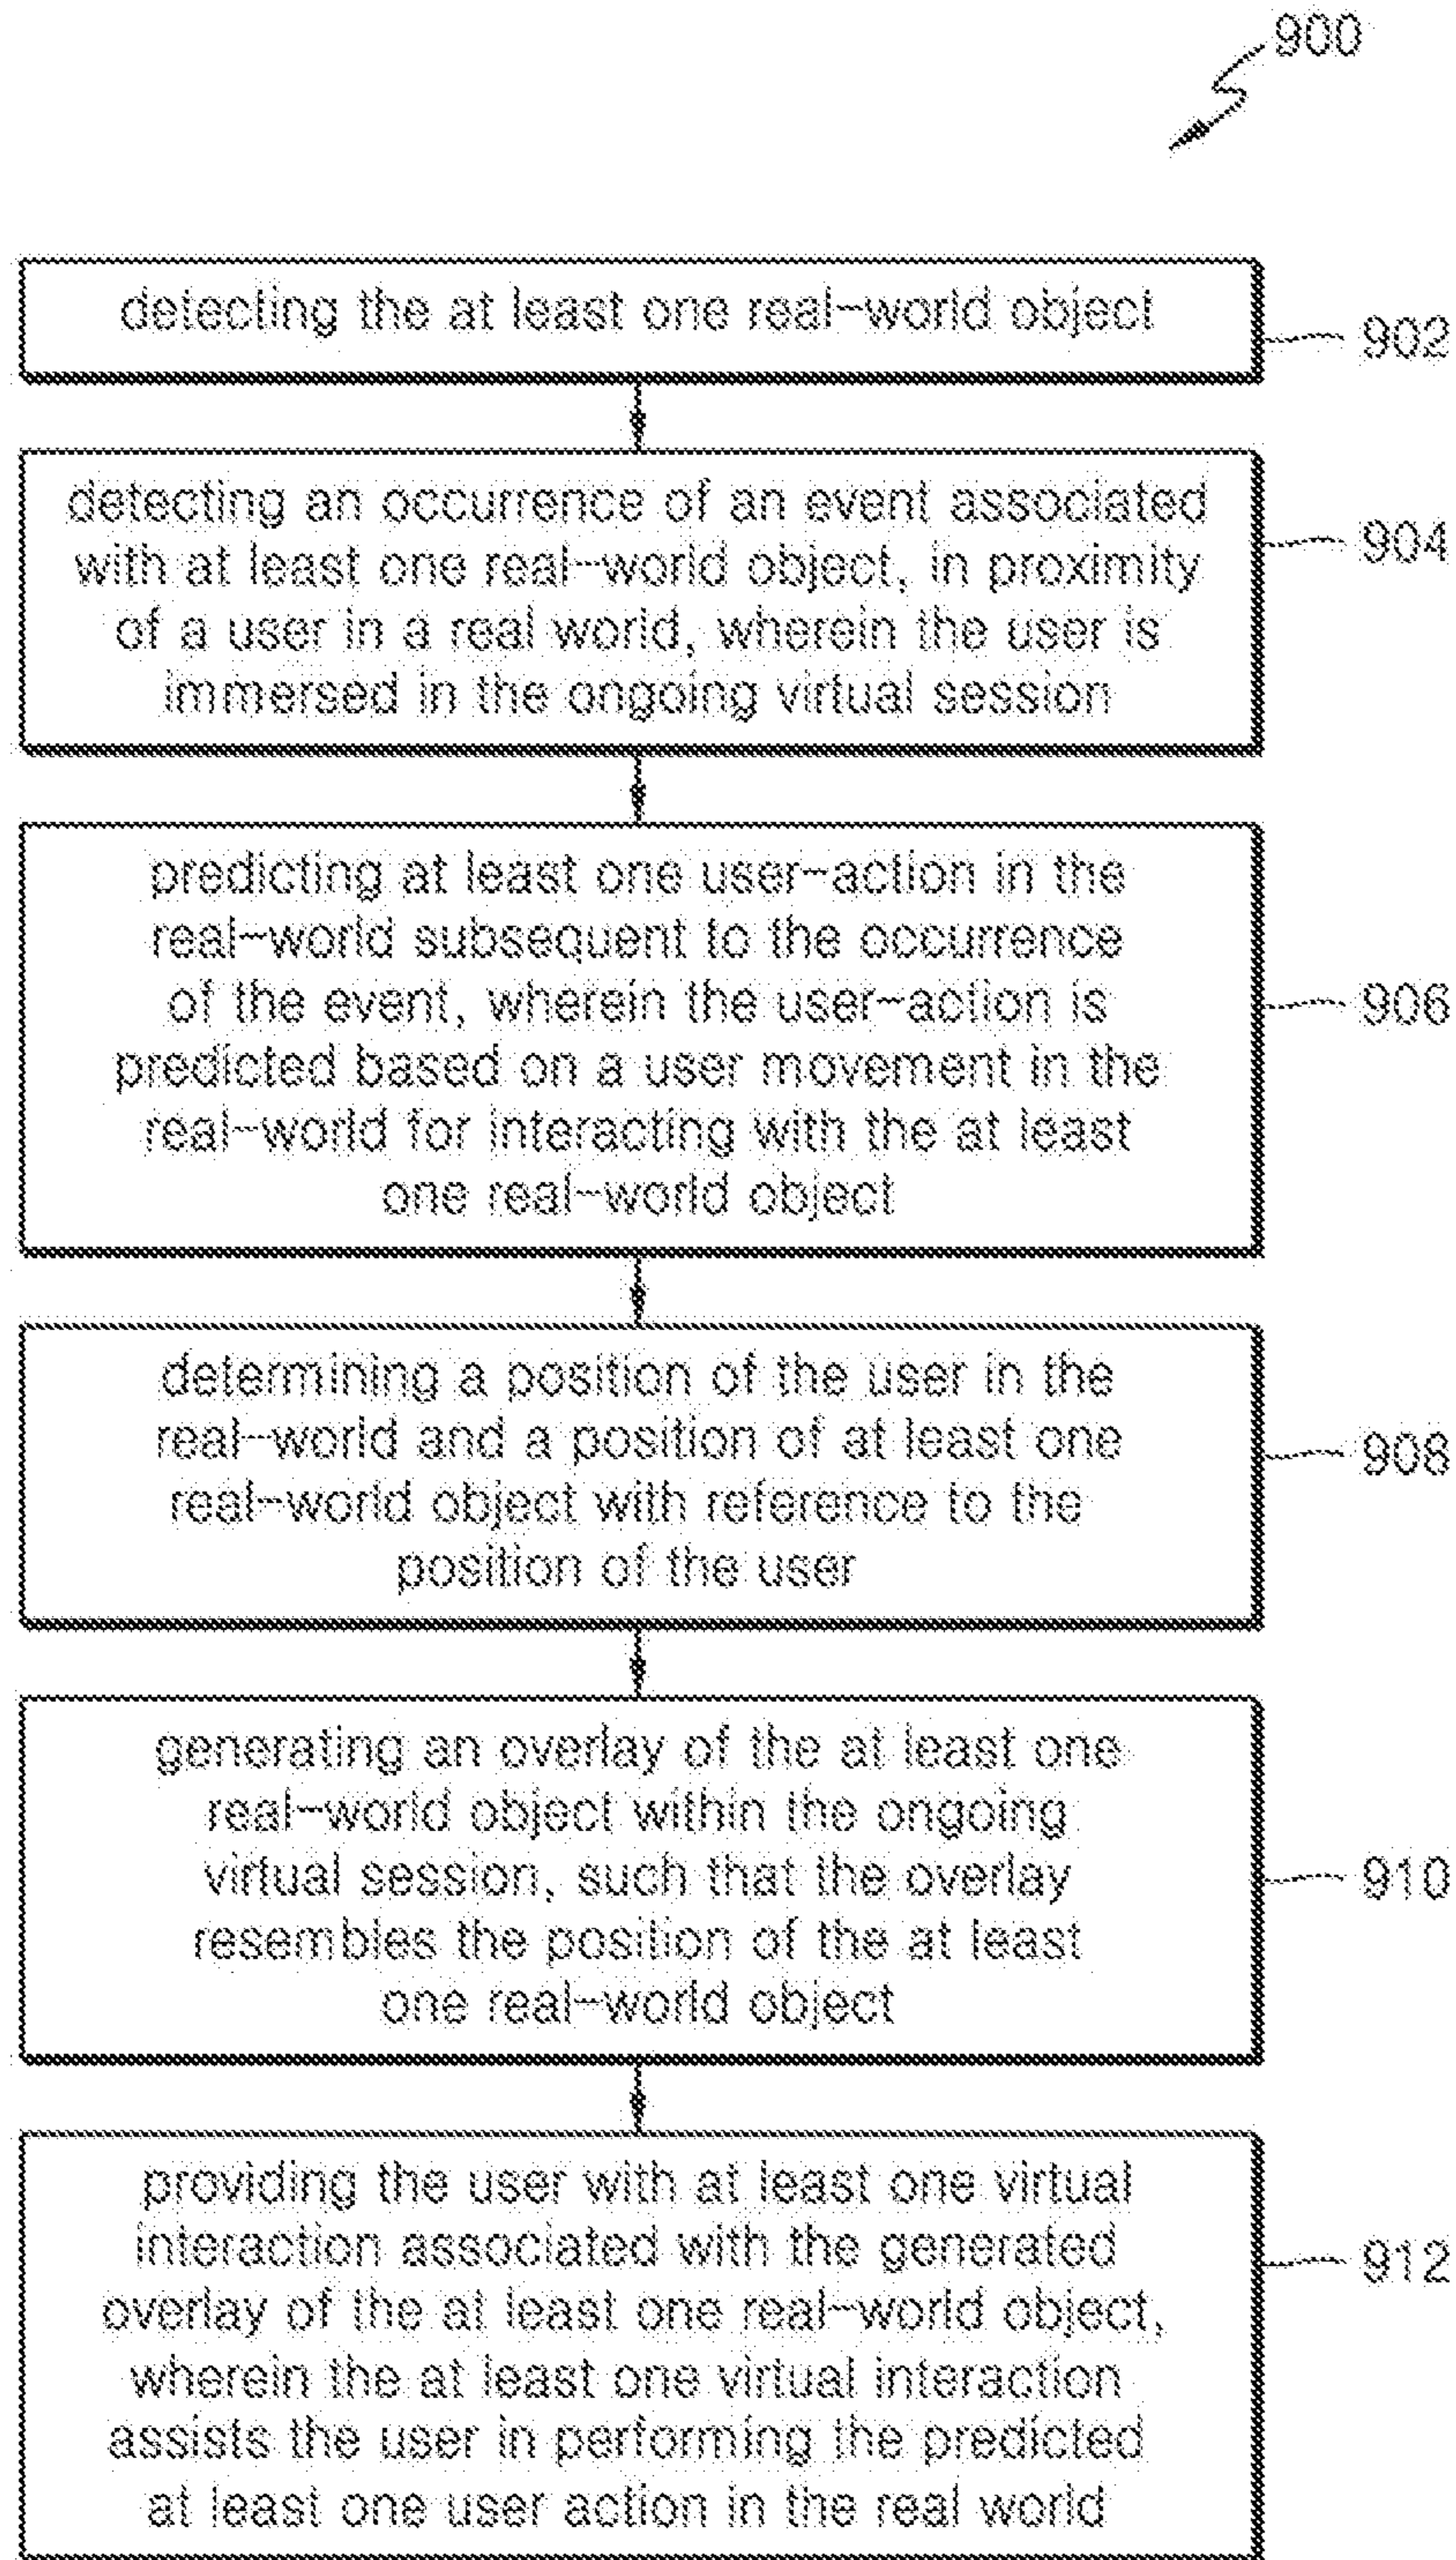 900
detecting the at least one real-world object
902
detecting an occurrence of an event associated
with at least one real-world object, in proximity
of a user in a real world, wherein the user is
immersed in the ongoing virtual session
904
predicting at least one user-action in the
real-world subsequent to the occurrence
of the event, wherein the user-action is
predicted based on a user movement in the
real-world for interacting with the at least
one real-world object
906
determining a position of the user in the
real-world and a position of at least one
real-world object with reference to the
position of the user
908
generating an overlay of the at least one
real-world object within the ongoing
virtual session, such that the overlay
resembles the position of the at least
one real-world object
910
providing the user with at least one virtual
interaction associated with the generated
overlay of the at least one real-world object,
wherein the at least one virtual interaction
assists the user in performing the predicted
at least one user action in the real world
912